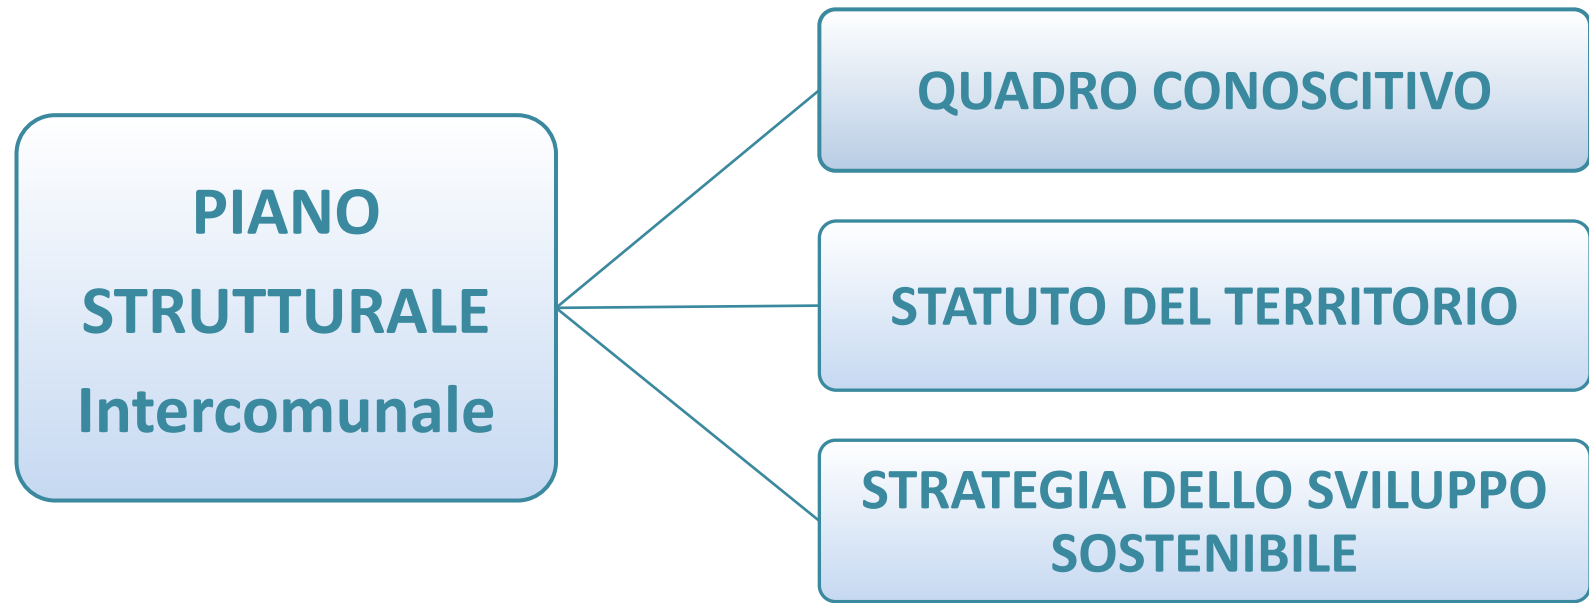 PIANO
STRUTTURALE
Intercomunale
QUADRO CONOSCITIVO
STATUTO DEL TERRITORIO
STRATEGIA DELLO SVILUPPO
SOSTENIBILE